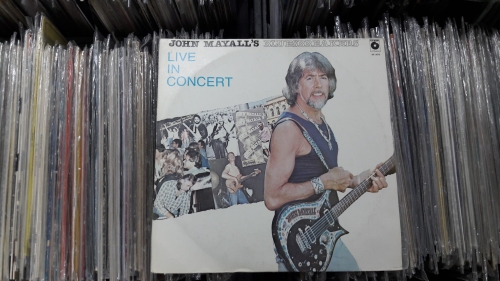 JOHN MAYALL'S BLUESBREAKERS
LIVE
IN
CONCERT